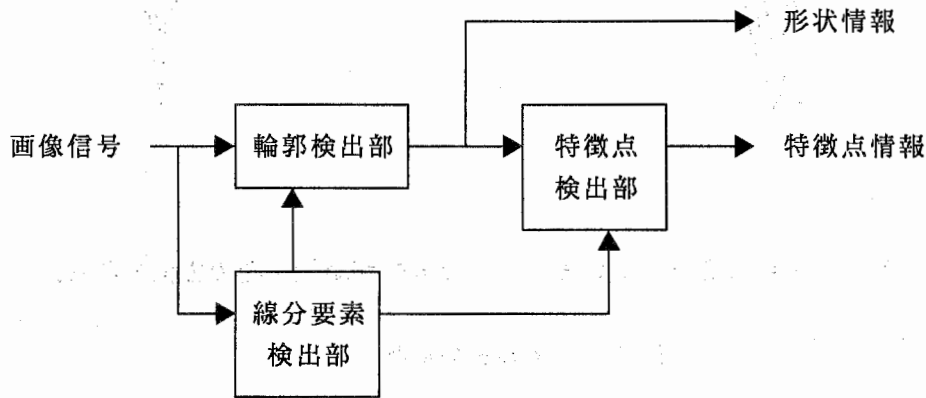 形状情報
画像信号
輪郭検出部
特徴点
検出部
特徴点情報
線分要素
検出部